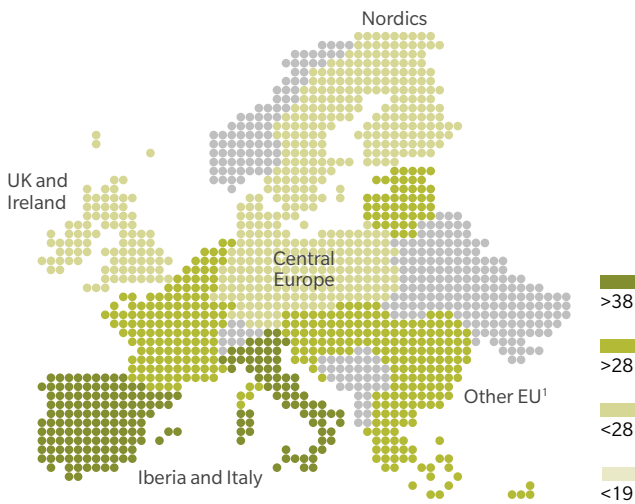 Nordics
UK and
Ireland
Central
Europe
>38
>28
Other EU¹
<28
Iberia and Italy
<19